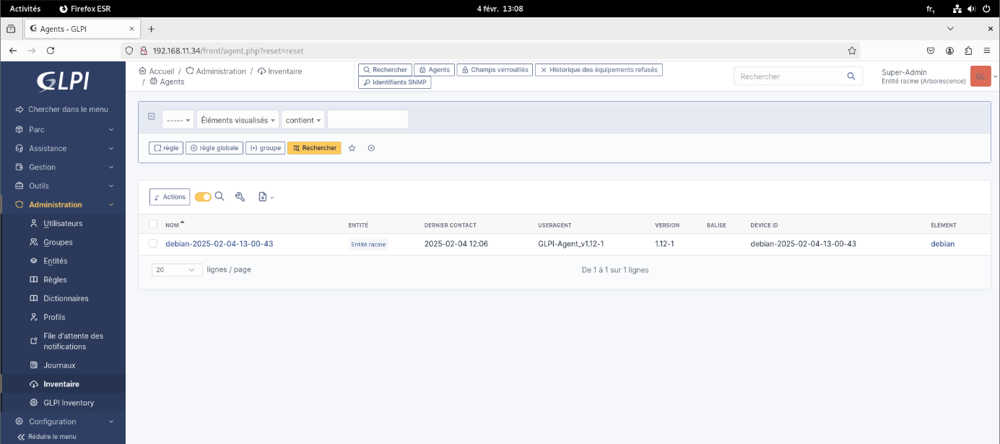 Activités Firefox ESR 4 févr. 13:08 fr₁
Agents - GLPI
192.168.11.34/front/agent.php?reset=reset
GLPI
Accueil / Administration / Inventaire
/ Agents
Rechercher Agents Champs verrouillés Historique des équipements refusés
Identifiants SNMP
Rechercher
Super-Admin
Entité racine (Arborescence)
GL
Chercher dans le menu
Parc
Assistance
Gestion
Outils
Administration
Utilisateurs
Groupes
Entités
Règles
Dictionnaires
Profils
File d'attente des
notifications
Journaux
Inventaire
GLPI Inventory
Configuration
Réduire le menu
----- Éléments visualisés contient
règle règle globale (+) groupe Rechercher
Actions
NOM ENTITÉ DERNIER CONTACT USERAGENT VERSION BALISE DEVICE ID ÉLÉMENT
debian-2025-02-04-13-00-43 Entité racine 2025-02-04 12:06 GLPI-Agent_v1.12-1 1.12-1 debian-2025-02-04-13-00-43 debian
20 lignes / page De 1 à 1 sur 1 lignes